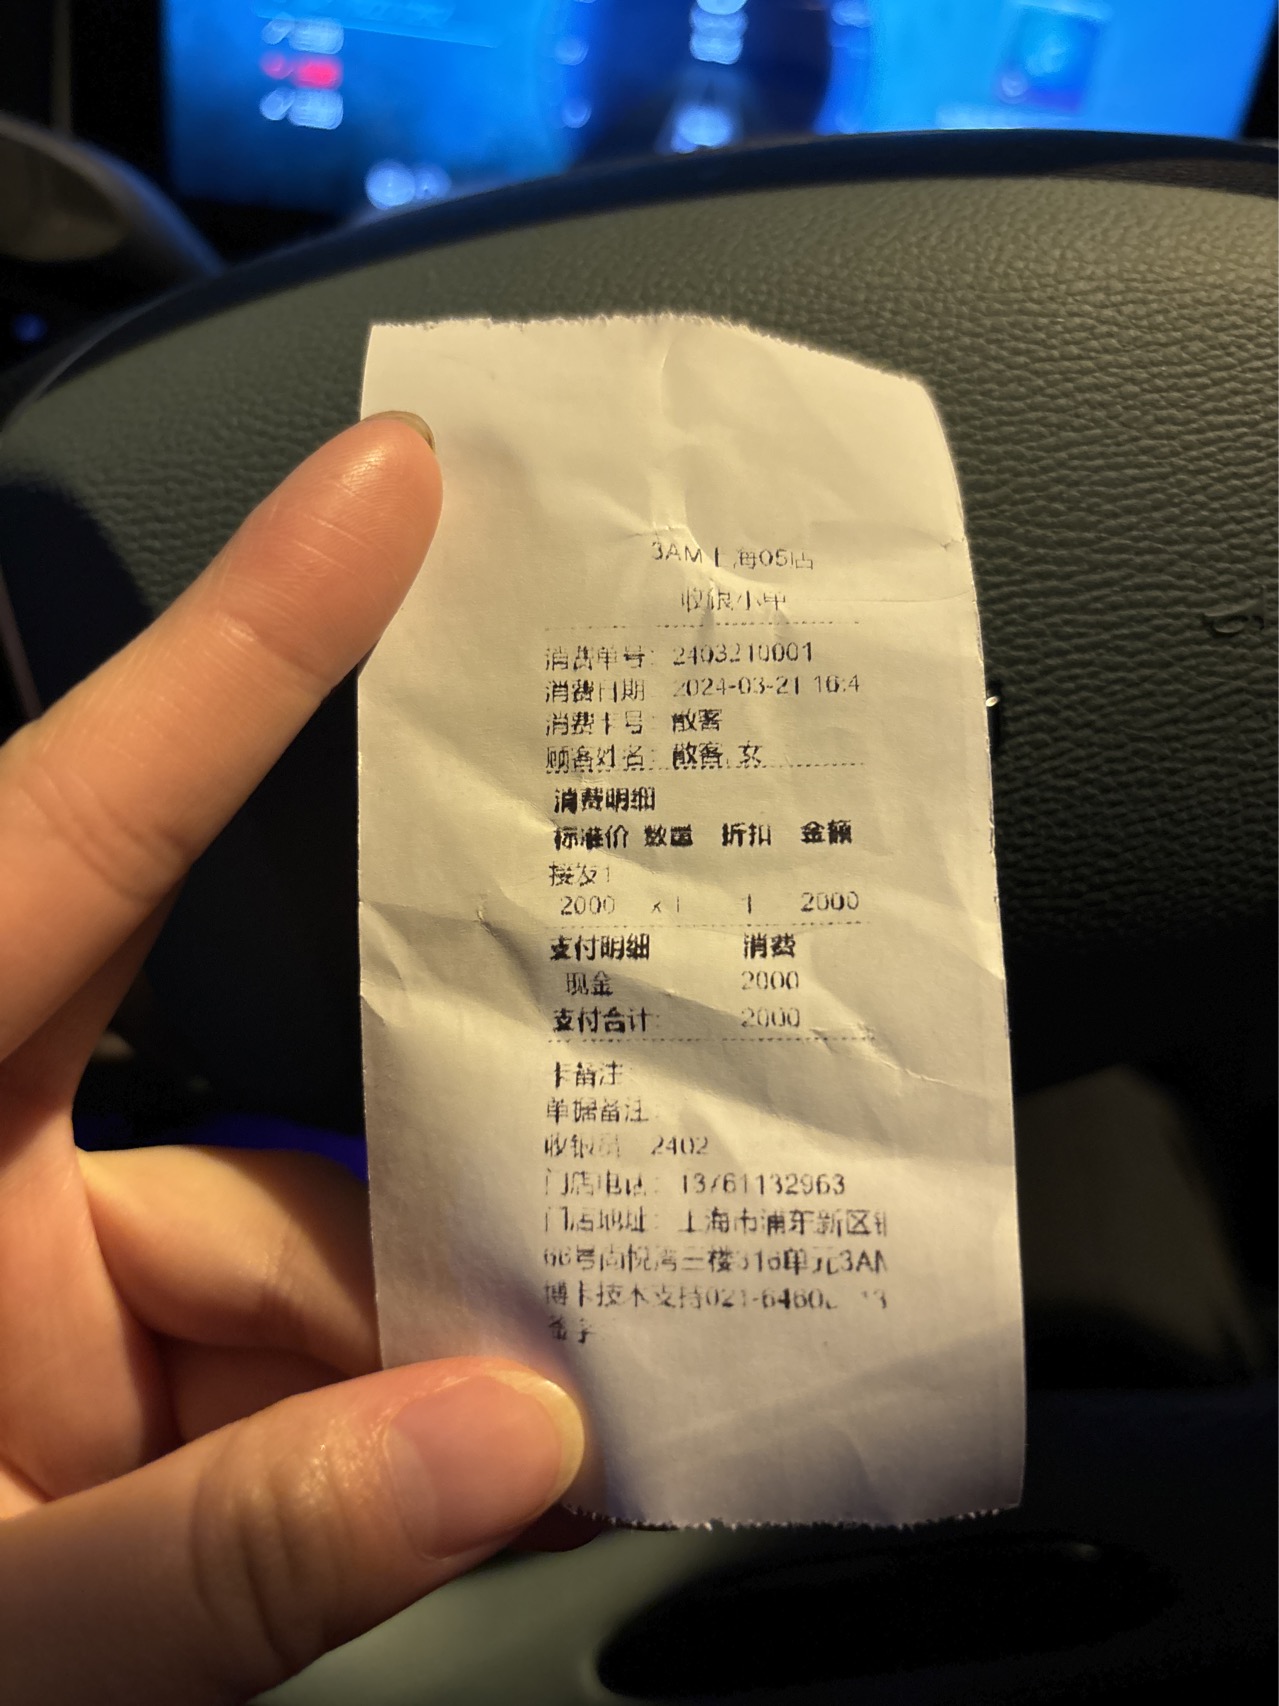 3AM上海05店
收银小单
消费单号: 2403210001
消费日期 2024-03-21 16:4
消费卡号: 散客
顾客姓名: 散客 女
消费明细
标准价 数量 折扣 金额
接发1
2000 x1 1 2000
支付明细 消费
现金 2000
支付合计: 2000
卡备注:
单据备注:
收银员 2402
门店电话: 13761132963
门店地址: 上海市浦东新区
66号尚悦湾三楼316单元3AM
博卡技术支持021-6460
签字